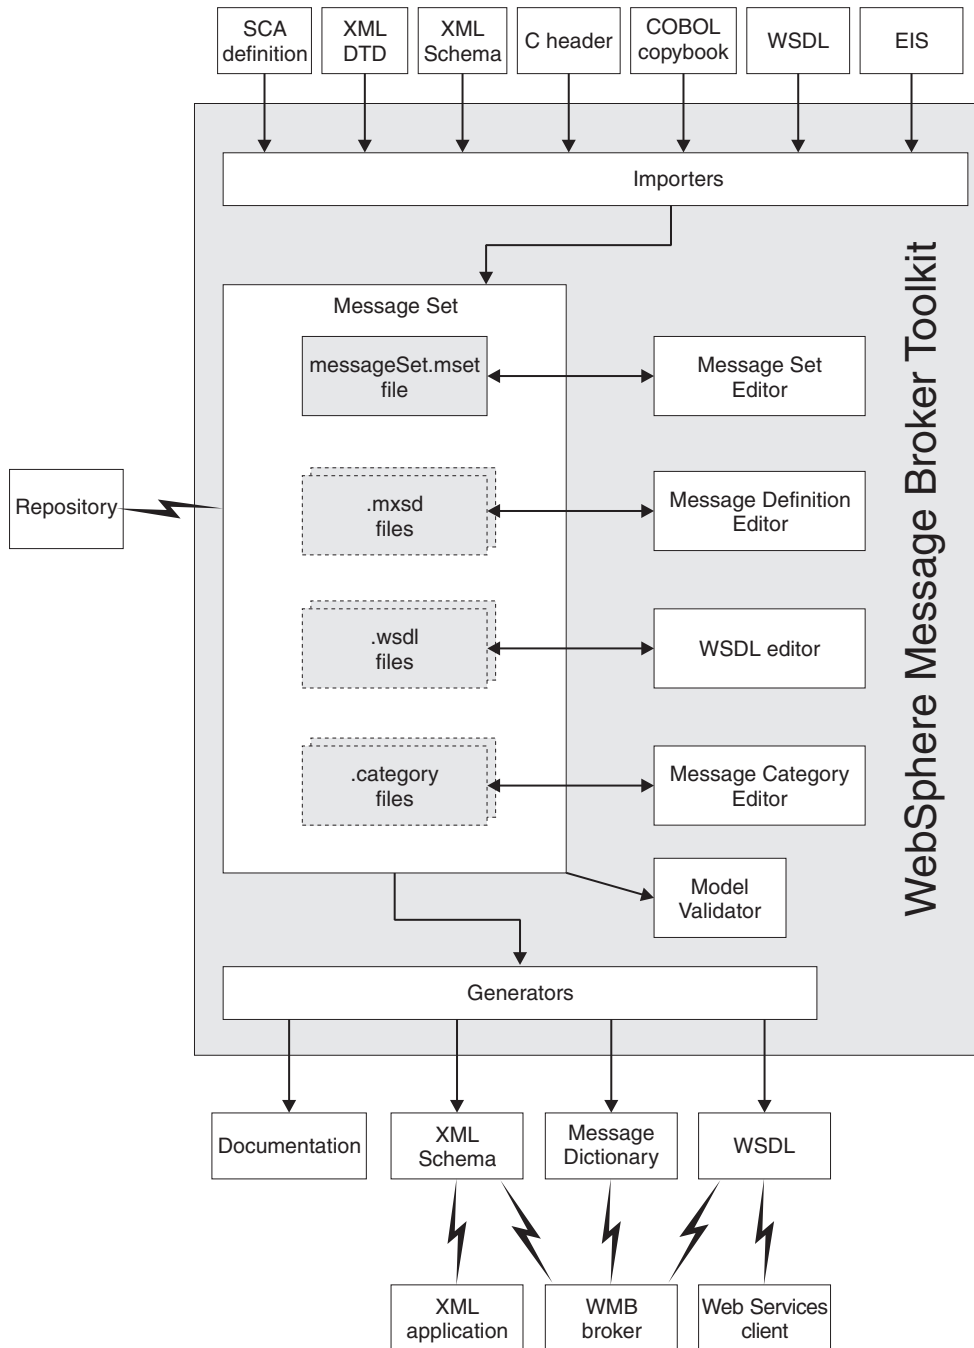 SCA
definition
XML
DTD
XML
Schema
C header
COBOL
copybook
WSDL
EIS
Importers
WebSphere Message Broker Toolkit
Message Set
messageSet.mset
file
Message Set
Editor
Repository
.mxsd
files
Message Definition
Editor
.wsdl
files
WSDL editor
.category
files
Message Category
Editor
Model
Validator
Generators
Documentation
XML
Schema
Message
Dictionary
WSDL
XML
application
WMB
broker
Web Services
client